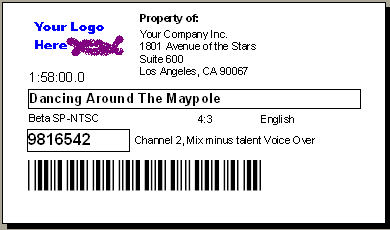 Your Logo
Here
Property of:
Your Company Inc.
1801 Avenue of the Stars
Suite 600
Los Angeles, CA 90067
1:58:00.0
Dancing Around The Maypole
Beta SP-NTSC 4:3 English
9816542 Channel 2, Mix minus talent Voice Over